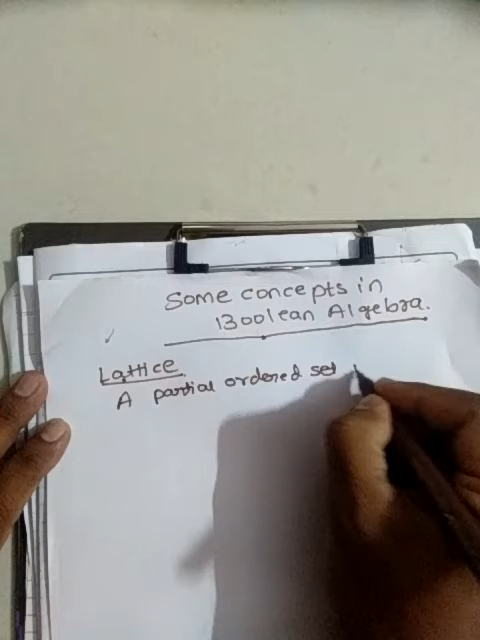 Some concepts in
Boolean Algebra.
Lattice
A partial ordered set